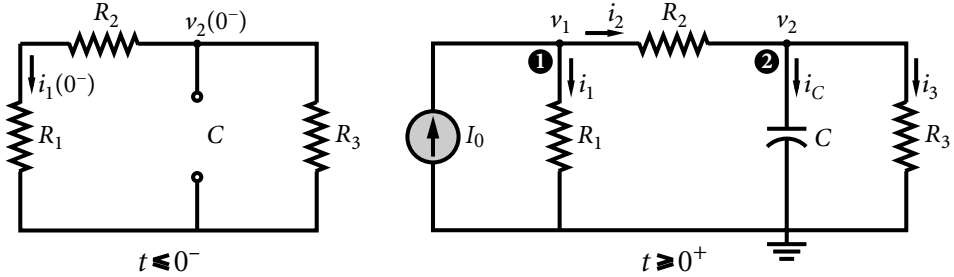 R₂ v₂(0⁻)
i₁(0⁻)
R₁ C R₃
t ⩽ 0⁻
v₁ i₂ R₂ v₂
1 2
i₁ i_C i₃
I₀ R₁ C R₃
t ⩾ 0⁺